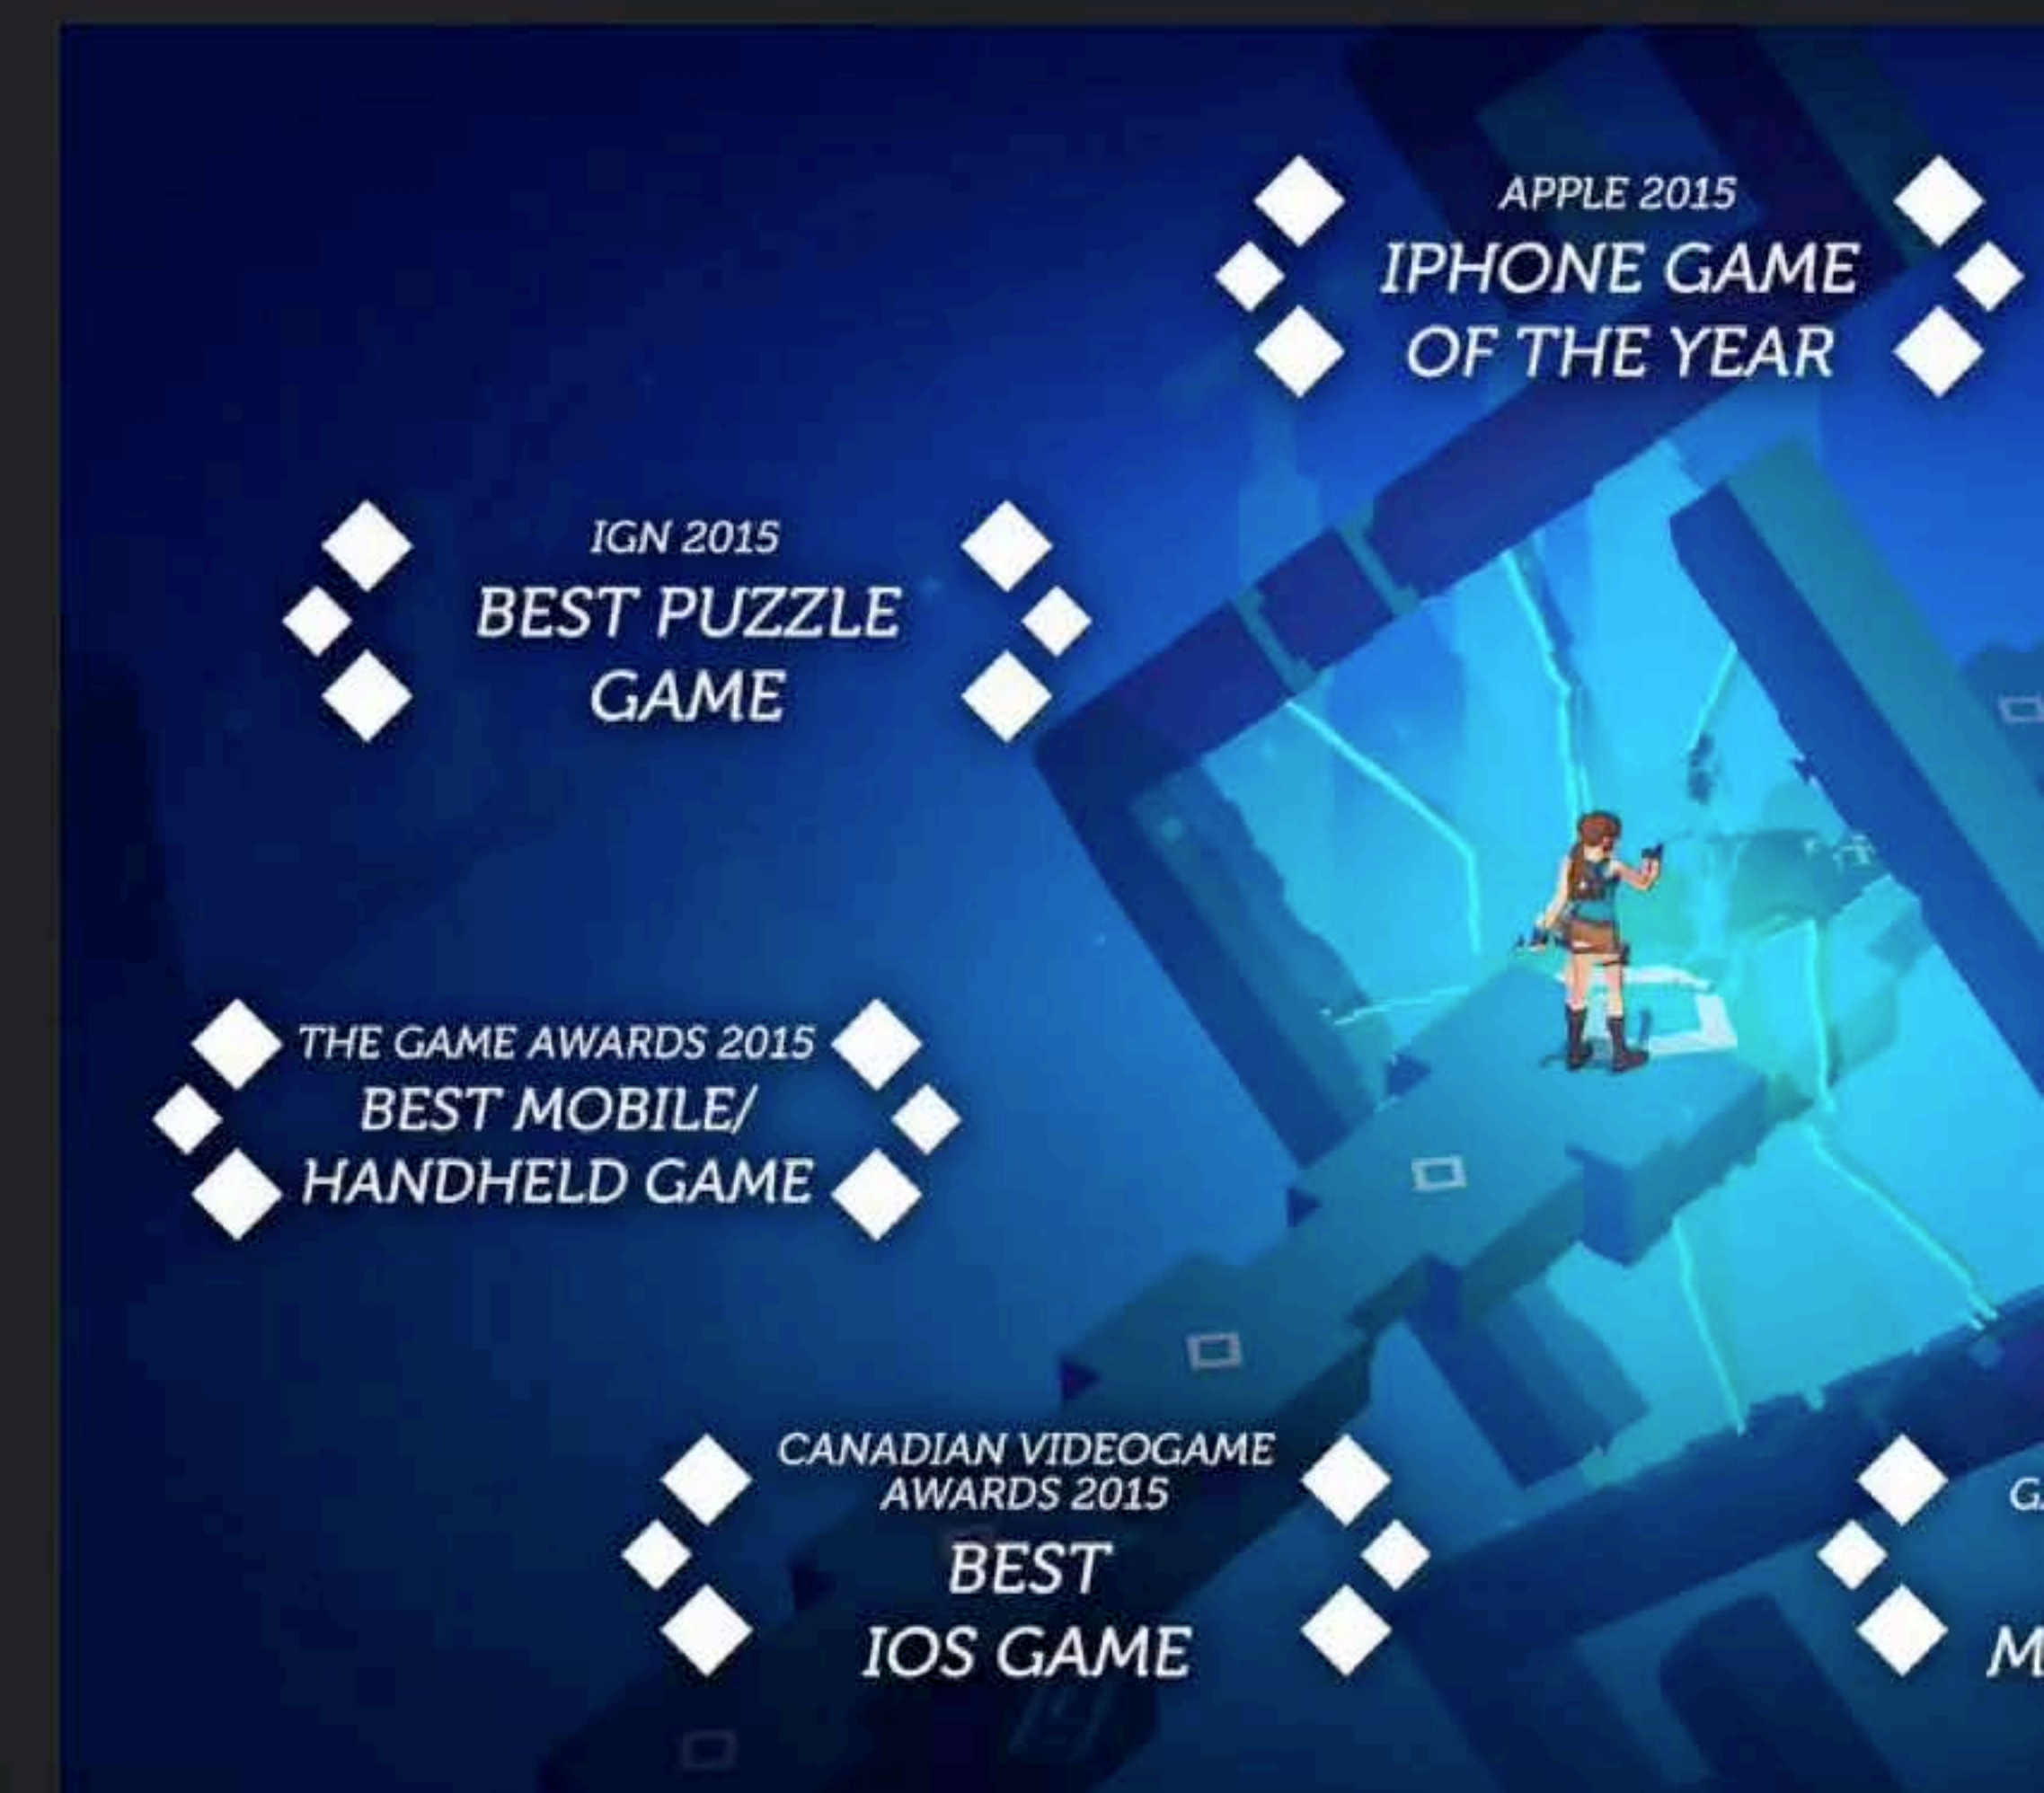 APPLE 2015
IPHONE GAME
OF THE YEAR
IGN 2015
BEST PUZZLE
GAME
THE GAME AWARDS 2015
BEST MOBILE/
HANDHELD GAME
CANADIAN VIDEOGAME
AWARDS 2015
BEST
IOS GAME